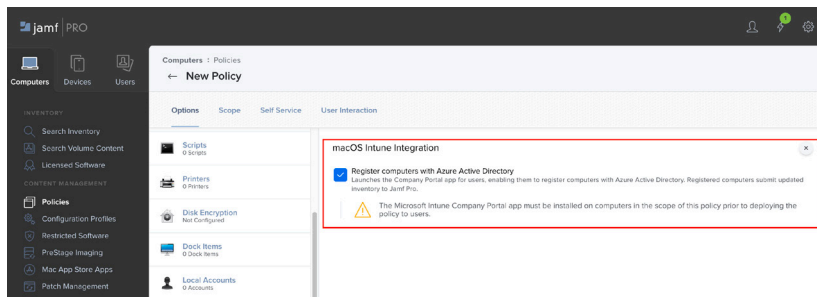 jamf PRO
1
Computers
Devices
Users
Computers : Policies
← New Policy
Options
Scope
Self Service
User Interaction
INVENTORY
Search Inventory
Search Volume Content
Licensed Software
CONTENT MANAGEMENT
Policies
Configuration Profiles
Restricted Software
PreStage Imaging
Mac App Store Apps
Patch Management
Scripts
0 Scripts
Printers
0 Printers
Disk Encryption
Not Configured
Dock Items
0 Dock Items
Local Accounts
0 Accounts
macOS Intune Integration
×
Register computers with Azure Active Directory
Launches the Company Portal app for users, enabling them to register computers with Azure Active Directory. Registered computers submit updated
inventory to Jamf Pro.
The Microsoft Intune Company Portal app must be installed on computers in the scope of this policy prior to deploying the
policy to users.